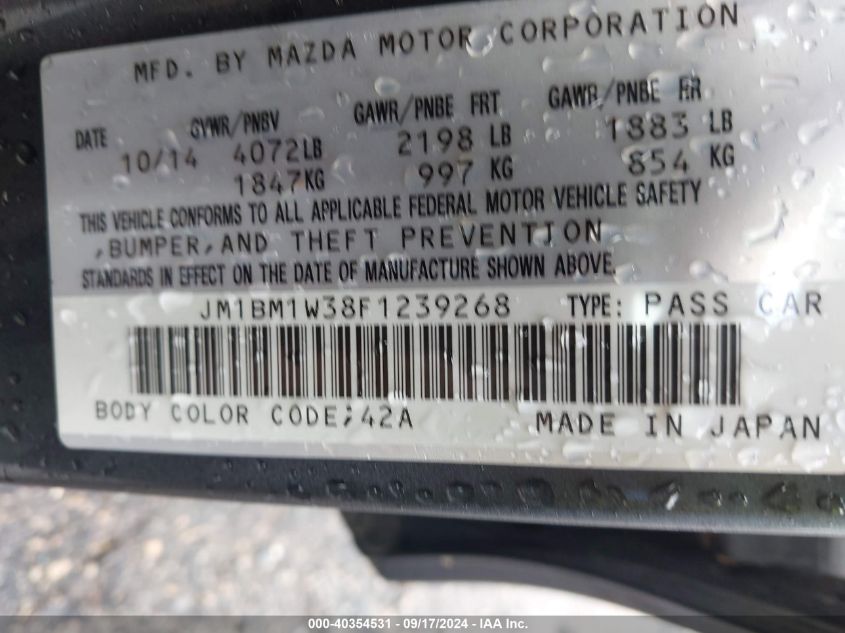 MFD. BY MAZDA MOTOR CORPORATION
DATE GVWR/PNBV GAWR/PNBE FRT GAWR/PNBE RR
10/14 4072LB 2198 LB 1883 LB
1847KG 997 KG 854 KG
THIS VEHICLE CONFORMS TO ALL APPLICABLE FEDERAL MOTOR VEHICLE SAFETY
,BUMPER,AND THEFT PREVENTION
STANDARDS IN EFFECT ON THE DATE OF MANUFACTURE SHOWN ABOVE.
JM1BM1W38F1239268 TYPE: PASS CAR
BODY COLOR CODE;42A MADE IN JAPAN
000-40354531 - 09/17/2024 - IAA Inc.